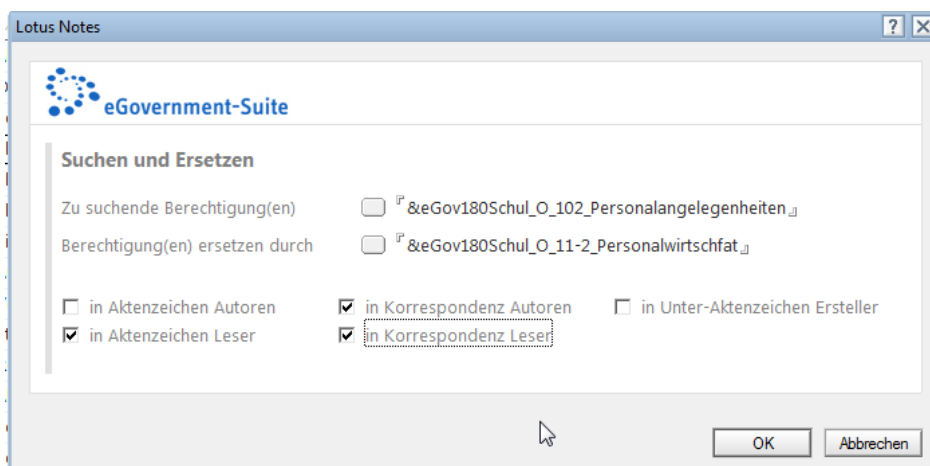 Lotus Notes
eGovernment-Suite
Suchen und Ersetzen
Zu suchende Berechtigung(en) &eGov180Schul_O_102_Personalangelegenheiten
Berechtigung(en) ersetzen durch &eGov180Schul_O_11-2_Personalwirtschfat
in Aktenzeichen Autoren in Korrespondenz Autoren in Unter-Aktenzeichen Ersteller
in Aktenzeichen Leser in Korrespondenz Leser
OK Abbrechen